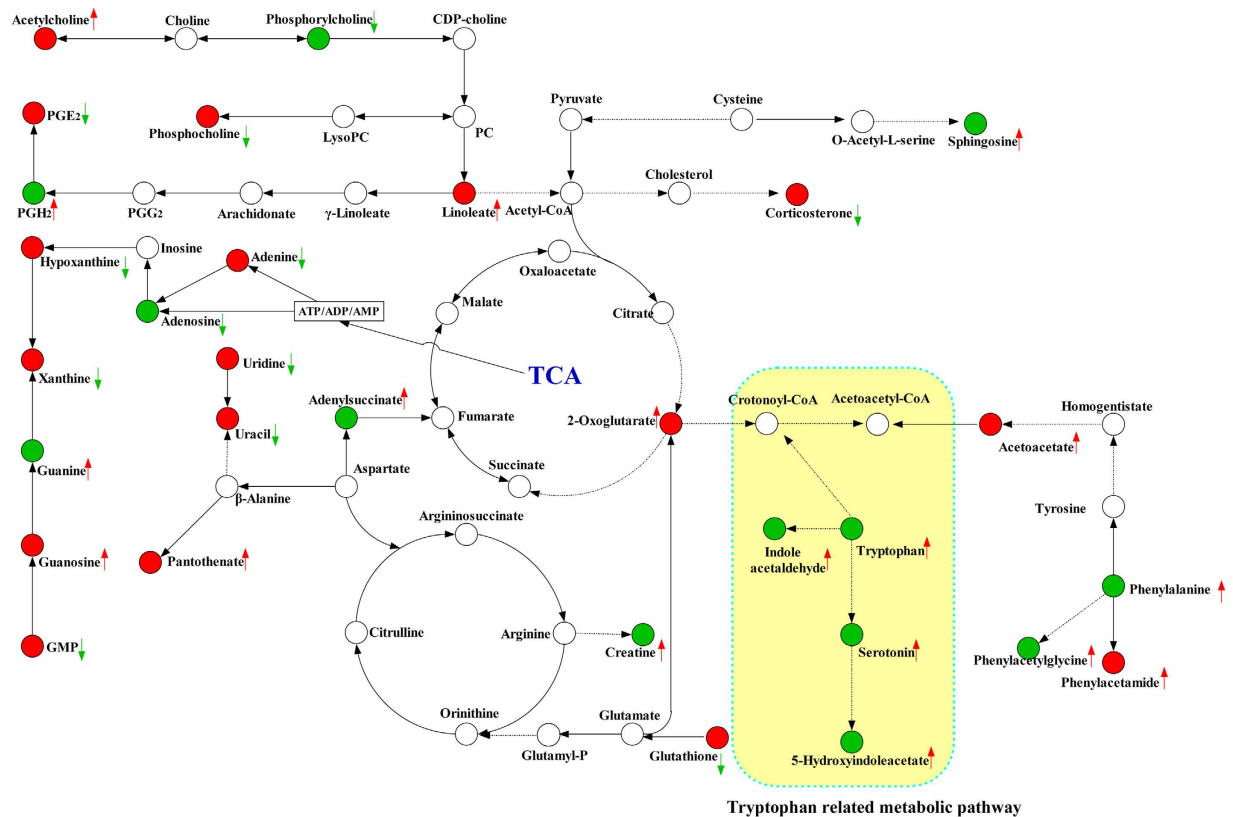 Acetylcholine
Choline
Phosphorylcholine
CDP-choline
PGE2
Phosphocholine
LysoPC
PC
Pyruvate
Cysteine
O-Acetyl-L-serine
Sphingosine
PGH2
PGG2
Arachidonate
γ-Linoleate
Linoleate
Acetyl-CoA
Cholesterol
Corticosterone
Hypoxanthine
Inosine
Adenine
Oxaloacetate
Adenosine
ATP/ADP/AMP
Malate
Citrate
Xanthine
Uridine
TCA
Adenylsuccinate
Uracil
Fumarate
2-Oxoglutarate
Crotonoyl-CoA
Acetoacetyl-CoA
Homogentistate
Acetoacetate
Guanine
β-Alanine
Aspartate
Succinate
Tyrosine
Guanosine
Pantothenate
Argininosuccinate
Indole
acetaldehyde
Tryptophan
Phenylalanine
GMP
Citrulline
Arginine
Creatine
Serotonin
Phenylacetylglycine
Phenylacetamide
Orinithine
Glutamyl-P
Glutamate
Glutathione
5-Hydroxyindoleacetate
Tryptophan related metabolic pathway